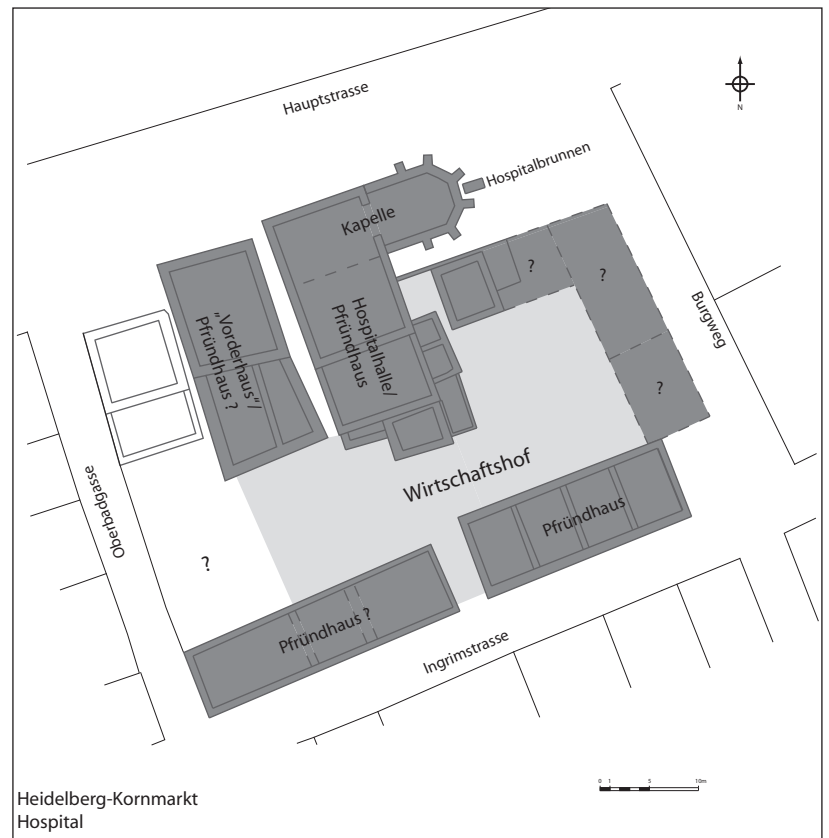 Hauptstrasse
N
Hospitalbrunnen
Kapelle
?
?
„Vorderhaus“/
Pfründhaus ?
Hospitalhalle/
Pfründhaus
Burgweg
?
Wirtschaftshof
Oberbadgasse
Pfründhaus
?
Pfründhaus ?
Ingrimstrasse
0 1 5 10m
Heidelberg-Kornmarkt
Hospital